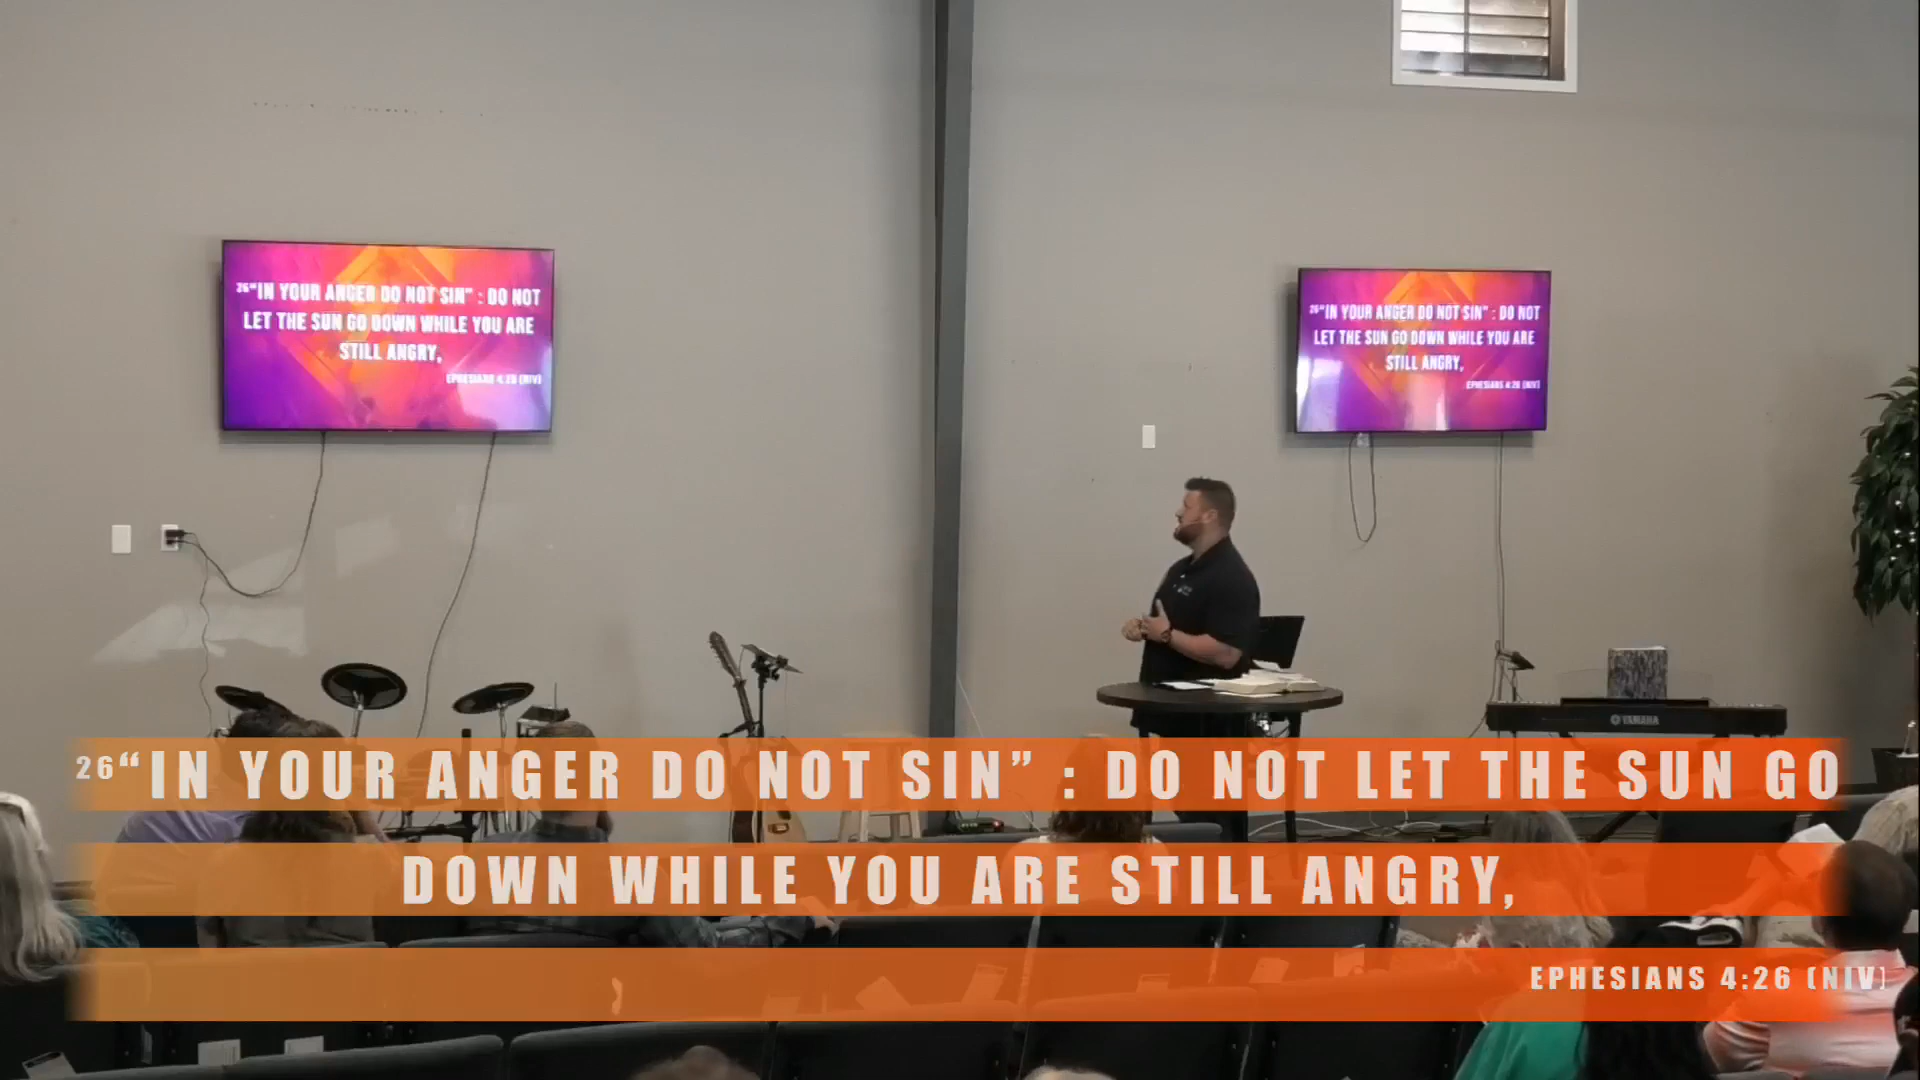 26“IN YOUR ANGER DO NOT SIN” : DO NOT
LET THE SUN GO DOWN WHILE YOU ARE
STILL ANGRY,
EPHESIANS 4:26 (NIV)
26“IN YOUR ANGER DO NOT SIN” : DO NOT
LET THE SUN GO DOWN WHILE YOU ARE
STILL ANGRY,
EPHESIANS 4:26 (NIV)
YAMAHA
26“IN YOUR ANGER DO NOT SIN” : DO NOT LET THE SUN GO
DOWN WHILE YOU ARE STILL ANGRY,
EPHESIANS 4:26 (NIV)